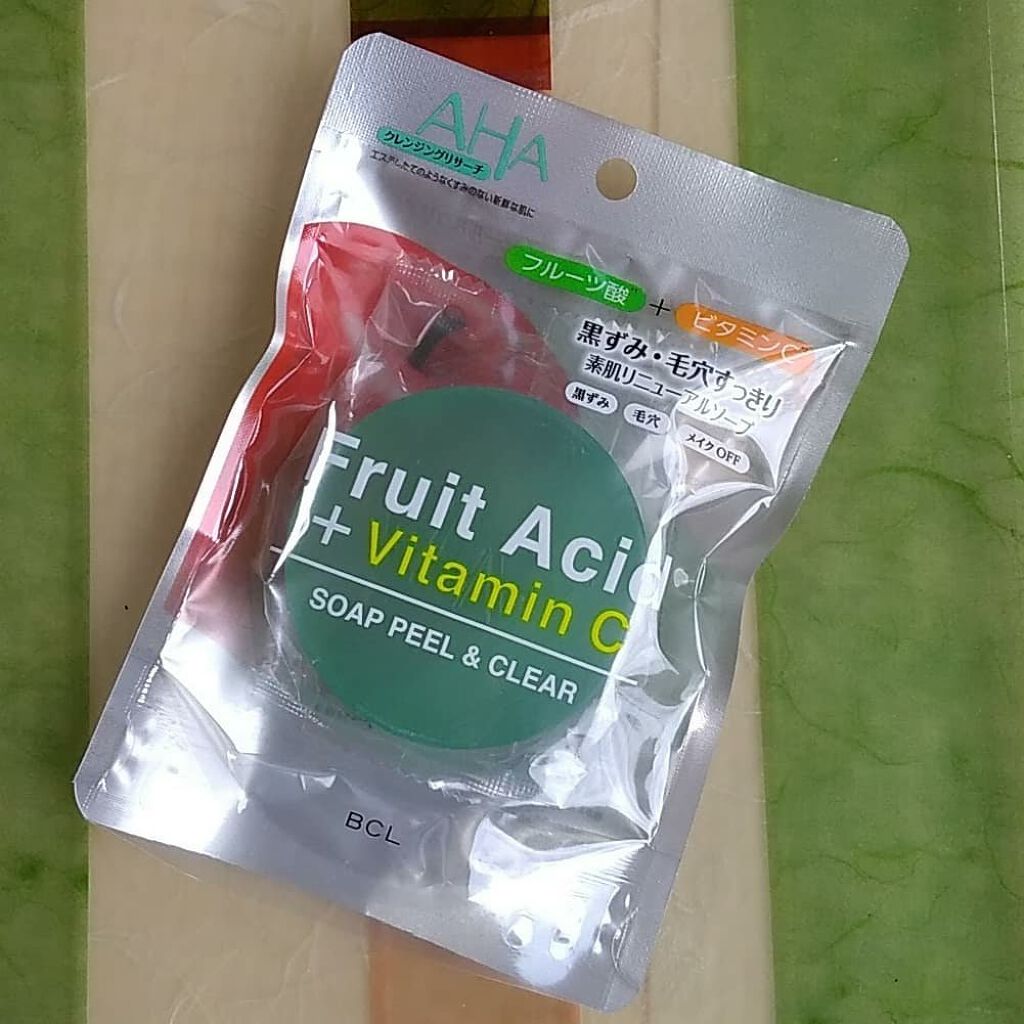 AHA
クレンジングリサーチ
エステしたてのようなくすみのない新鮮な肌に
フルーツ酸 + ビタミンC
黒ずみ・毛穴すっきり
素肌リニューアルソープ
黒ずみ 毛穴 メイクOFF
Fruit Acid
+ Vitamin C
SOAP PEEL & CLEAR
BCL